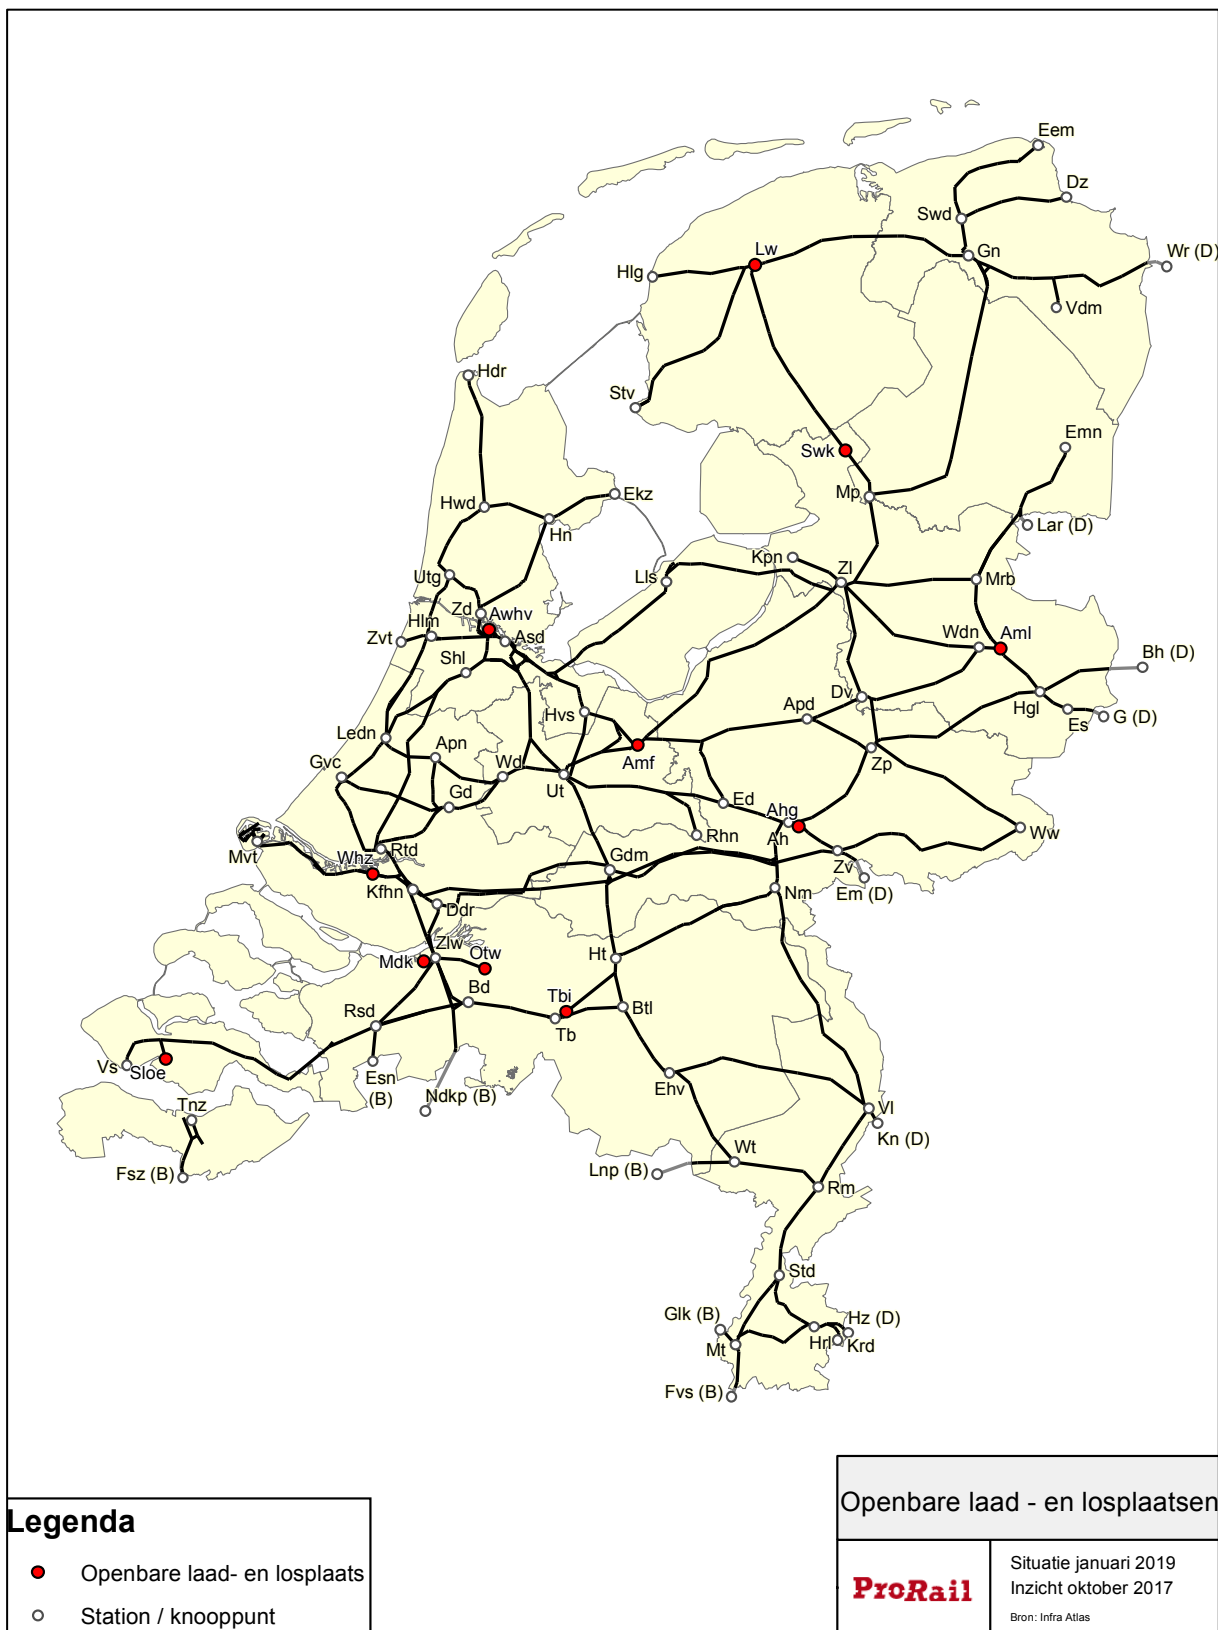 Eem
Dz
Swd
Gn
Wr (D)
Lw
Hlg
Vdm
Hdr
Stv
Emn
Swk
Mp
Ekz
Hwd
Hn
Lar (D)
Kpn
Zl
Mrb
Lls
Utg
Zd
Awhv
Hlm
Asd
Zvt
Wdn
Aml
Shl
Bh (D)
Dv
Hgl
Es
G (D)
Apd
Hvs
Ledn
Apn
Wd
Amf
Zp
Gvc
Ut
Gd
Ed
Ahg
Ah
Ww
Rhn
Mvt
Rtd
Whz
Gdm
Zv
Em (D)
Kfhn
Nm
Ddr
Zlw
Otw
Ht
Mdk
Bd
Tbi
Btl
Rsd
Tb
Vs
Sloe
Esn
(B)
Ndkp (B)
Ehv
Tnz
Vl
Kn (D)
Wt
Lnp (B)
Fsz (B)
Rm
Std
Glk (B)
Hz (D)
Mt
Hrl
Krd
Fvs (B)
Openbare laad - en losplaatsen
Legenda
Openbare laad- en losplaats
Station / knooppunt
ProRail
Situatie januari 2019
Inzicht oktober 2017
Bron: Infra Atlas